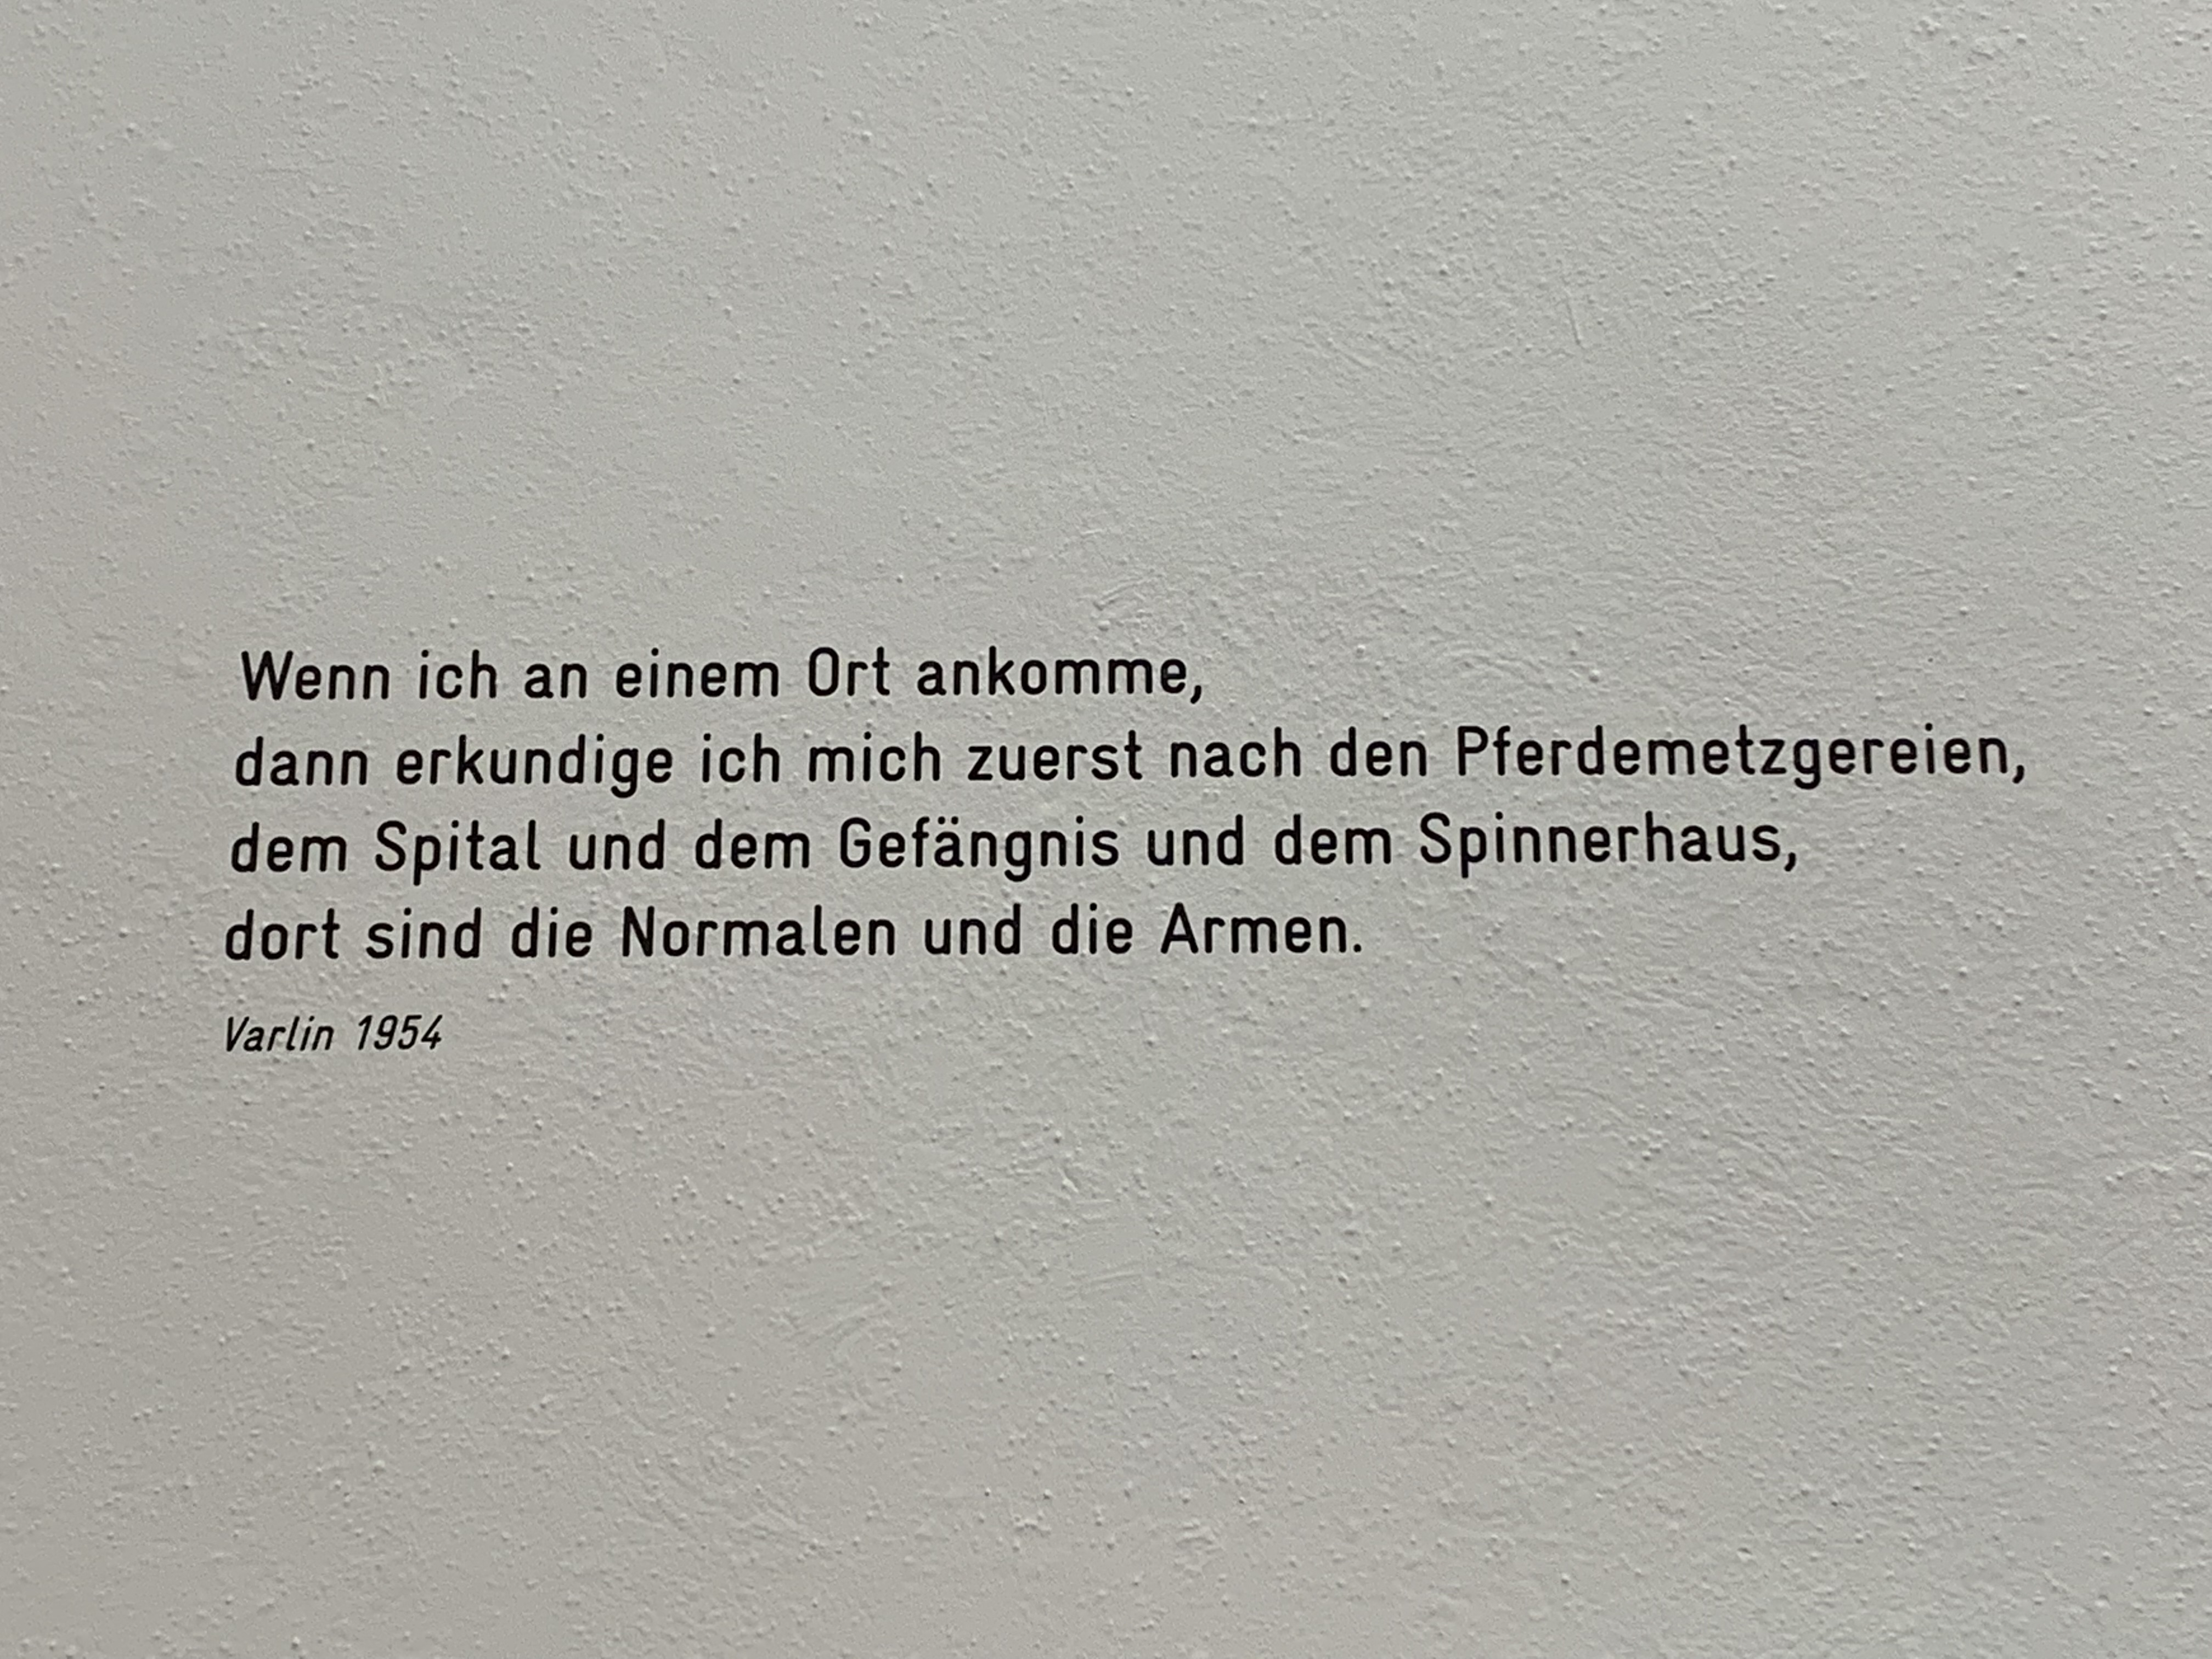 Wenn ich an einem Ort ankomme,
dann erkundige ich mich zuerst nach den Pferdemetzgereien,
dem Spital und dem Gefängnis und dem Spinnerhaus,
dort sind die Normalen und die Armen.
Varlin 1954